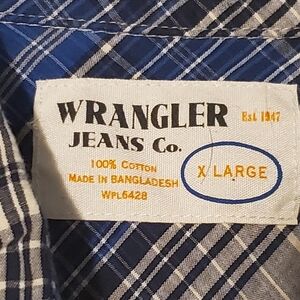 WRANGLER Est 1947
JEANS Co.
100% COTTON
MADE IN BANGLADESH
WPL6428
X LARGE